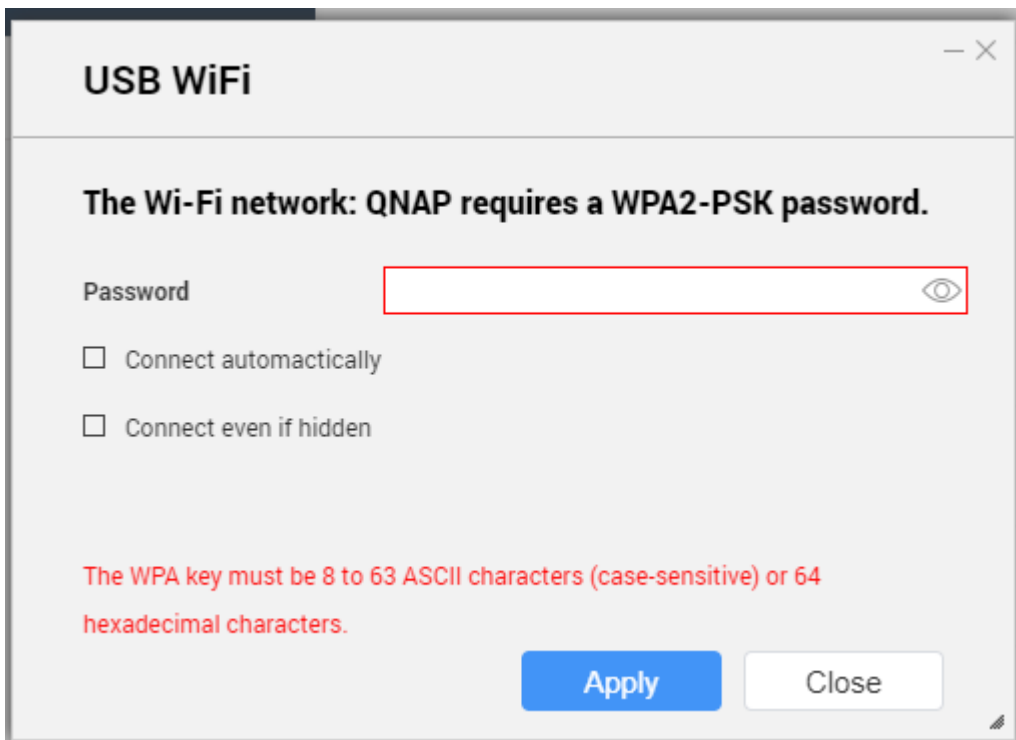 USB WiFi
The Wi-Fi network: QNAP requires a WPA2-PSK password.
Password
Connect automactically
Connect even if hidden
The WPA key must be 8 to 63 ASCII characters (case-sensitive) or 64
hexadecimal characters.
Apply Close